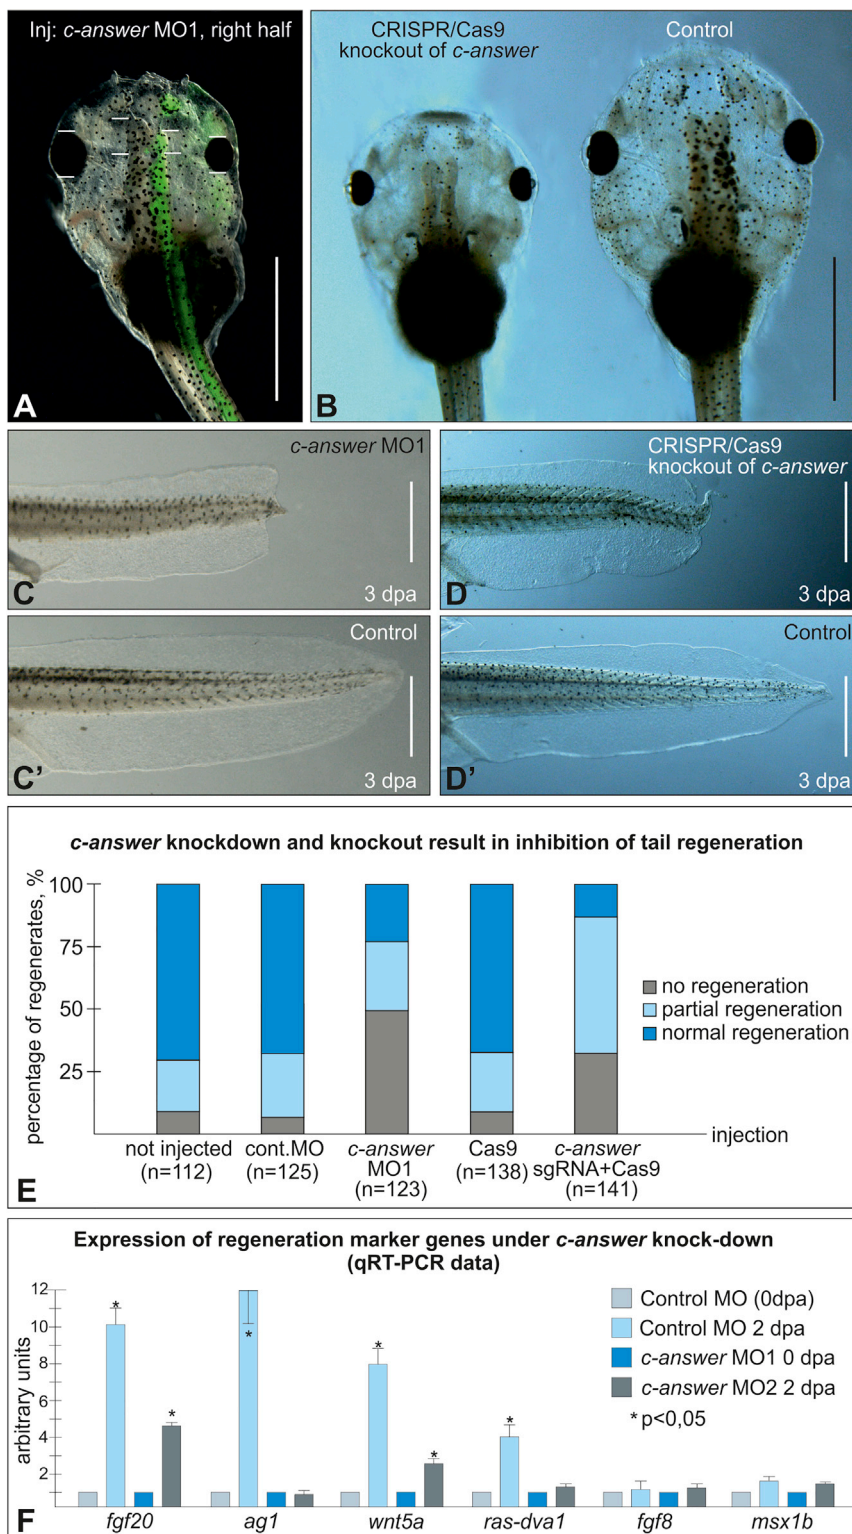 Inj: c-answer MO1, right half
A
CRISPR/Cas9
knockout of c-answer
Control
B
c-answer MO1
C
3 dpa
CRISPR/Cas9
knockout of c-answer
D
3 dpa
Control
C'
3 dpa
Control
D'
3 dpa
c-answer knockdown and knockout result in inhibition of tail regeneration
percentage of regenerates, %
100
75
50
25
no regeneration
partial regeneration
normal regeneration
injection
not injected
(n=112)
cont.MO
(n=125)
c-answer
MO1
(n=123)
Cas9
(n=138)
c-answer
sgRNA+Cas9
(n=141)
E
Expression of regeneration marker genes under c-answer knock-down
(qRT-PCR data)
arbitrary units
12
10
8
6
4
2
*
*
*
*
*
*
Control MO (0dpa)
Control MO 2 dpa
c-answer MO1 0 dpa
c-answer MO2 2 dpa
* p<0,05
fgf20
ag1
wnt5a
ras-dva1
fgf8
msx1b
F